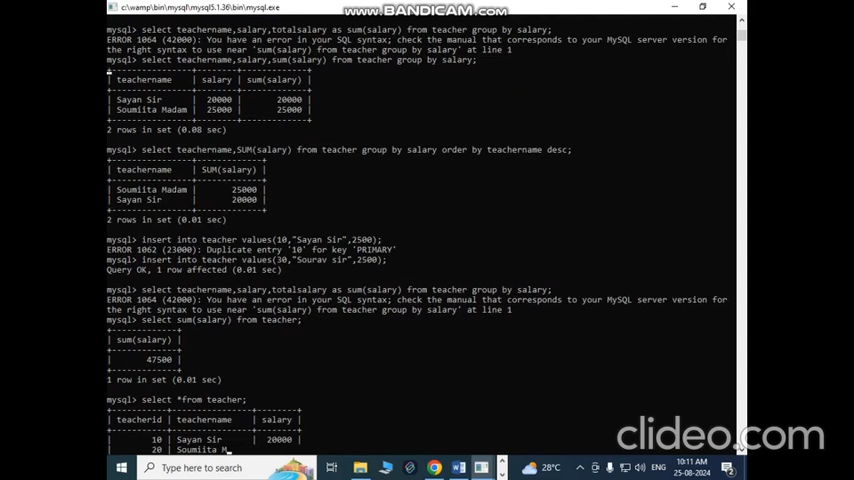 www.BANDICAM.com
c:\wamp\bin\mysql\mysql5.1.36\bin\mysql.exe
mysql> select teachername,salary,totalsalary as sum(salary) from teacher group by salary;
ERROR 1064 (42000): You have an error in your SQL syntax; check the manual that corresponds to your MySQL server version for
the right syntax to use near 'sum(salary) from teacher group by salary' at line 1
mysql> select teachername,salary,sum(salary) from teacher group by salary;
+----------------+--------+-------------+
| teachername | salary | sum(salary) |
+----------------+--------+-------------+
| Sayan Sir | 20000 | 20000 |
| Soumiita Madam | 25000 | 25000 |
+----------------+--------+-------------+
2 rows in set (0.08 sec)
mysql> select teachername,SUM(salary) from teacher group by salary order by teachername desc;
+----------------+-------------+
| teachername | SUM(salary) |
+----------------+-------------+
| Soumiita Madam | 25000 |
| Sayan Sir | 20000 |
+----------------+-------------+
2 rows in set (0.01 sec)
mysql> insert into teacher values(10,"Sayan Sir",2500);
ERROR 1062 (23000): Duplicate entry '10' for key 'PRIMARY'
mysql> insert into teacher values(30,"Sourav sir",2500);
Query OK, 1 row affected (0.01 sec)
mysql> select teachername,salary,totalsalary as sum(salary) from teacher group by salary;
ERROR 1064 (42000): You have an error in your SQL syntax; check the manual that corresponds to your MySQL server version for
the right syntax to use near 'sum(salary) from teacher group by salary' at line 1
mysql> select sum(salary) from teacher;
+-------------+
| sum(salary) |
+-------------+
| 47500 |
+-------------+
1 row in set (0.01 sec)
mysql> select *from teacher;
+-----------+----------------+--------+
| teacherid | teachername | salary |
+-----------+----------------+--------+
| 10 | Sayan Sir | 20000 |
| 20 | Soumiita M
clideo.com
Type here to search
28°C
ENG
10:11 AM
25-08-2024
2